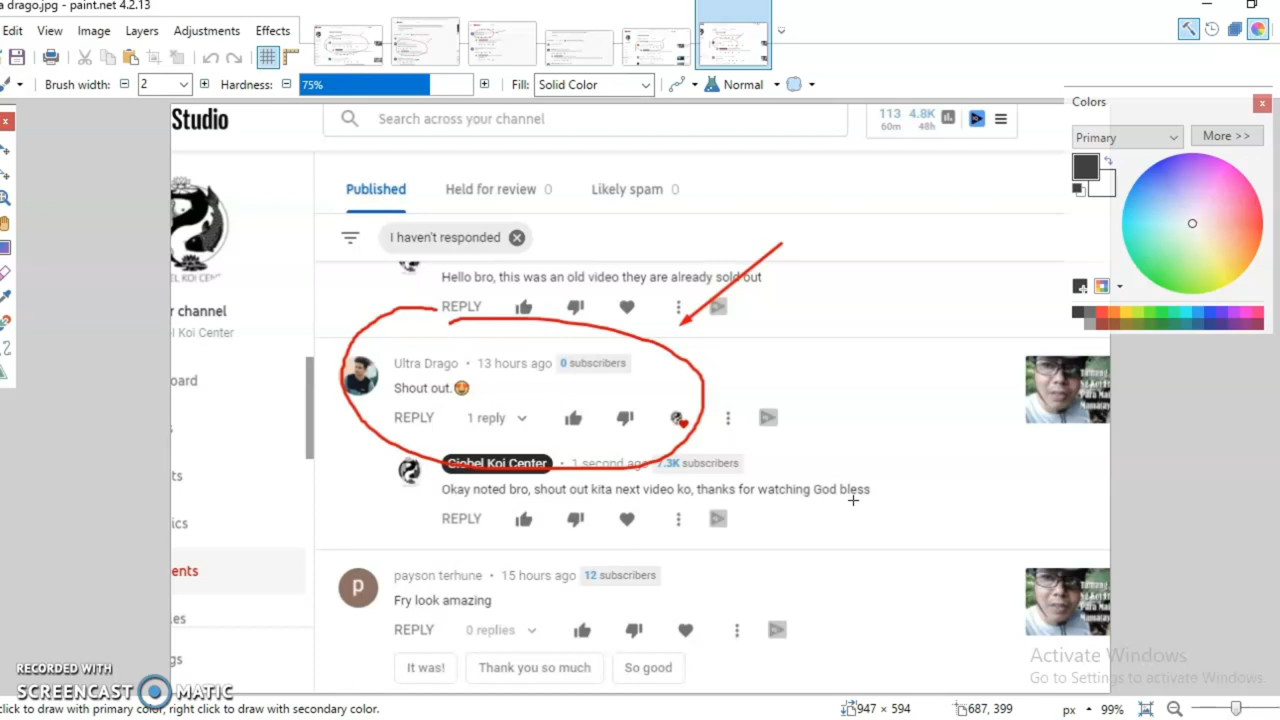 a drago.jpg - paint.net 4.2.13
Edit View Image Layers Adjustments Effects
Brush width: 2 Hardness: 75% Fill: Solid Color Normal
Colors
Primary More >>
Studio
Search across your channel
113 4.8K
60m 48h
Published Held for review 0 Likely spam 0
I haven't responded
Hello bro, this was an old video they are already sold out
REPLY
r channel
l Koi Center
Ultra Drago • 13 hours ago 0 subscribers
Shout out.😍
REPLY 1 reply
oard
Giobel Koi Center • 1 second ago 7.3K subscribers
Okay noted bro, shout out kita next video ko, thanks for watching God bless
REPLY
ts
ics
ents
les
gs
payson terhune • 15 hours ago 12 subscribers
P
Fry look amazing
REPLY 0 replies
It was! Thank you so much So good
Activate Windows
Go to Settings to activate Windows.
RECORDED WITH
SCREENCAST MATIC
click to draw with primary color, right click to draw with secondary color.
947 × 594 687, 399 px 99%